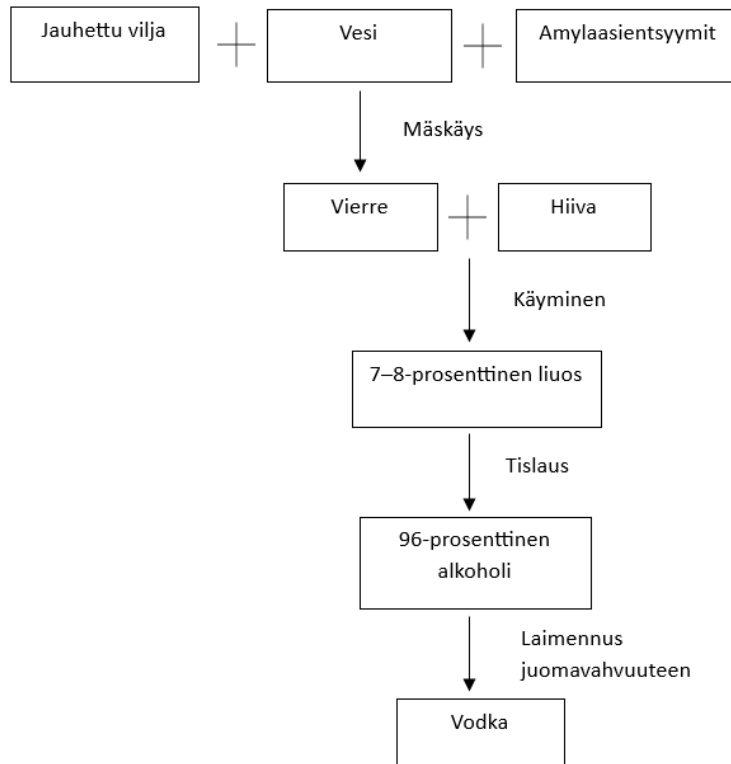 Jauhettu vilja
Vesi
Amylaasientsyymit
Mäskäys
Vierre
Hiiva
Käyminen
7–8-prosenttinen liuos
Tislaus
96-prosenttinen
alkoholi
Laimennus
juomavahvuuteen
Vodka